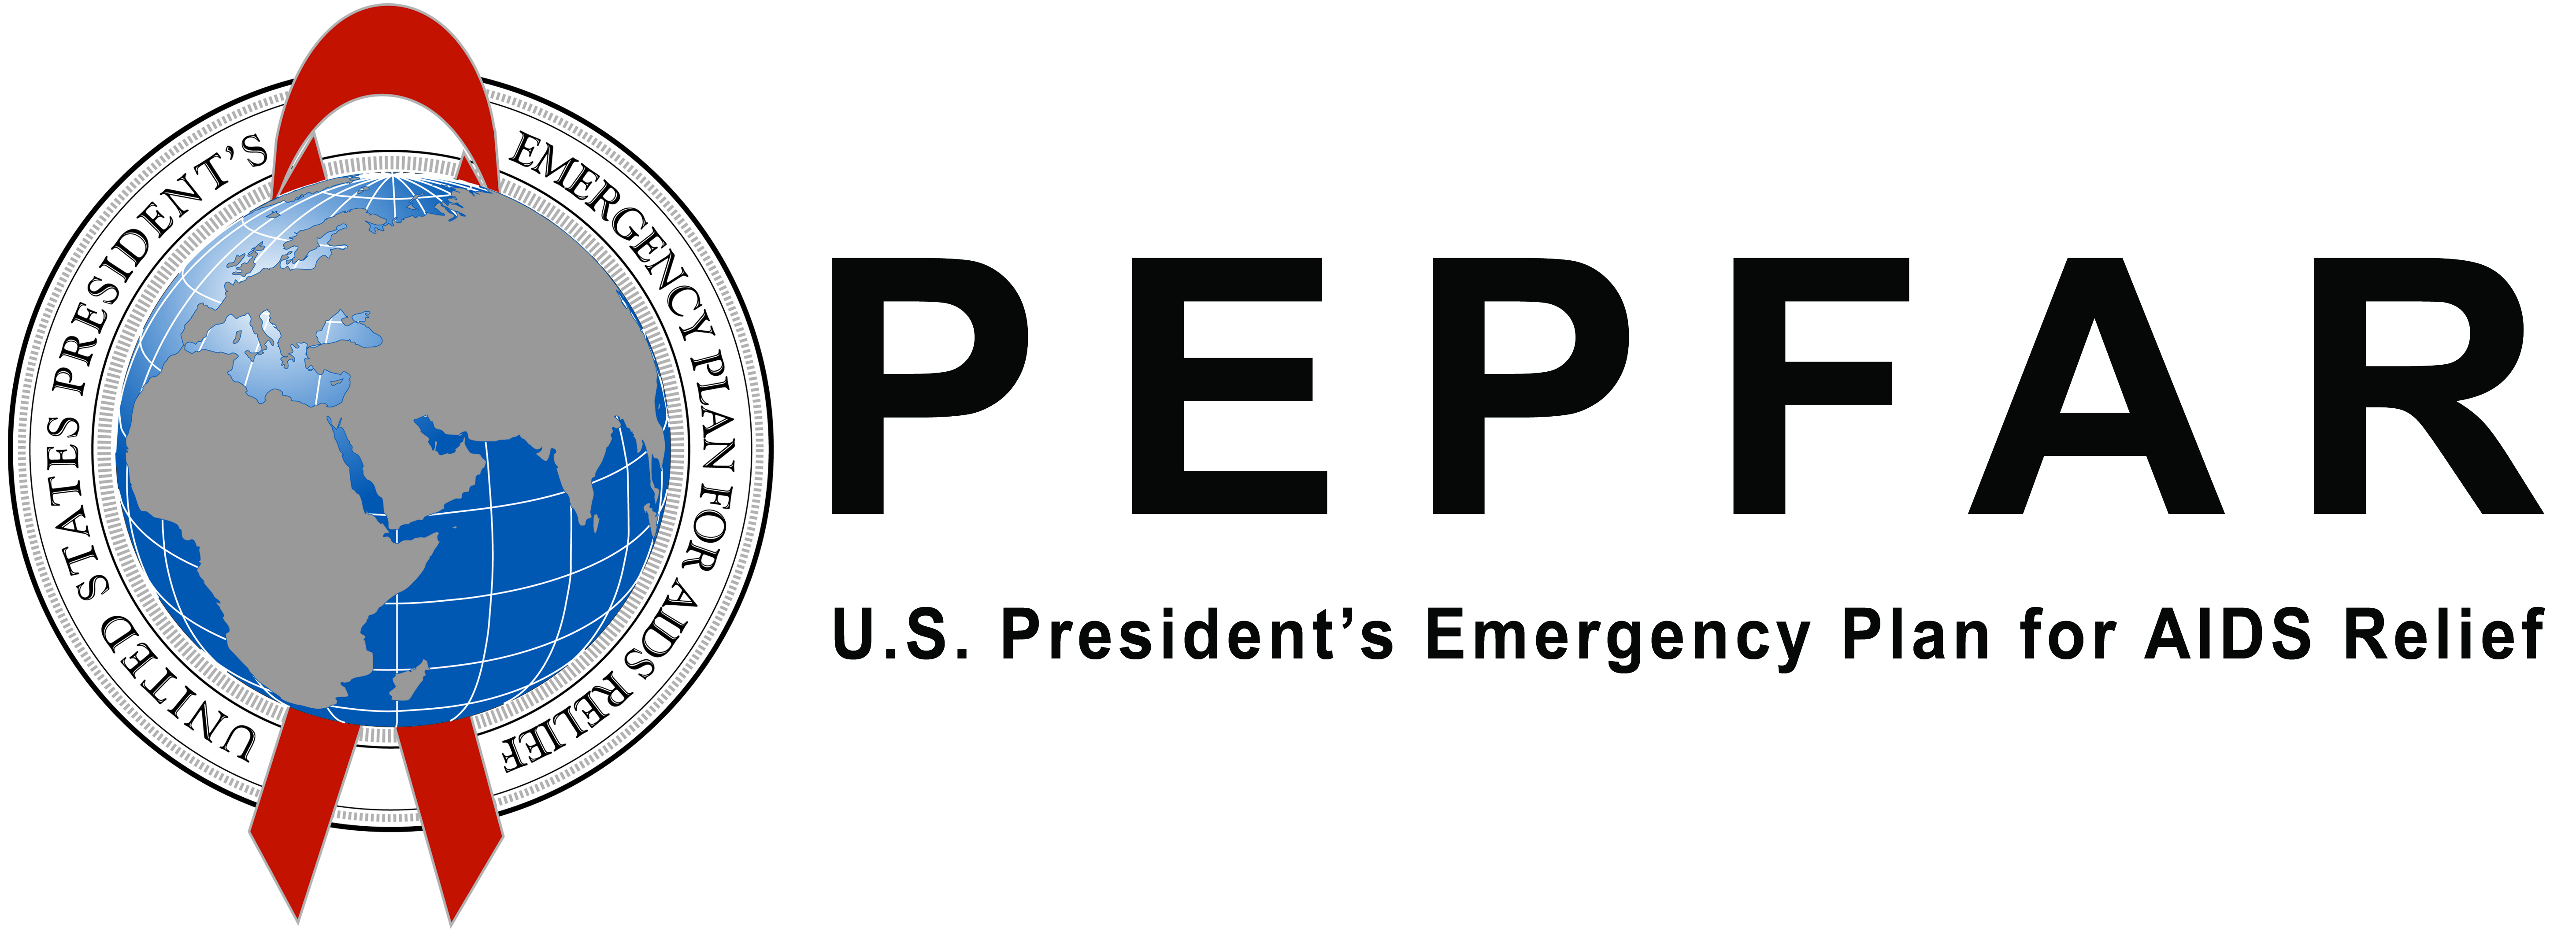 UNITED STATES PRESIDENT’S
EMERGENCY PLAN FOR AIDS RELIEF
PEPFAR
U.S. President’s Emergency Plan for AIDS Relief